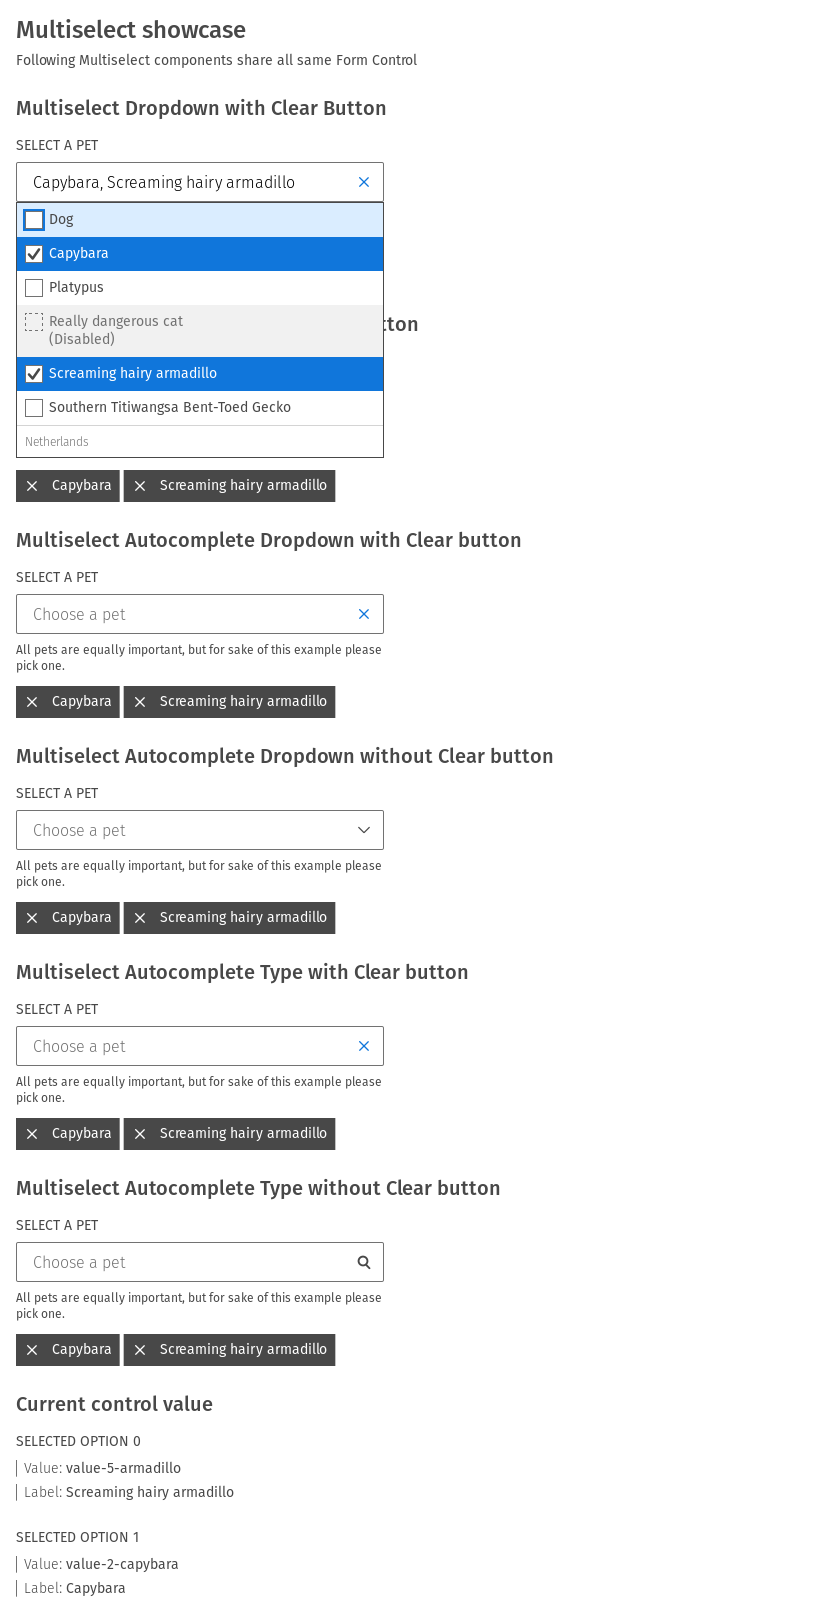 Multiselect showcase
Following Multiselect components share all same Form Control
Multiselect Dropdown with Clear Button
SELECT A PET
Capybara, Screaming hairy armadillo
Dog
Capybara
Platypus
Really dangerous cat
(Disabled)
Screaming hairy armadillo
Southern Titiwangsa Bent-Toed Gecko
Netherlands
Capybara Screaming hairy armadillo
Multiselect Autocomplete Dropdown with Clear button
SELECT A PET
Choose a pet
All pets are equally important, but for sake of this example please
pick one.
Capybara Screaming hairy armadillo
Multiselect Autocomplete Dropdown without Clear button
SELECT A PET
Choose a pet
All pets are equally important, but for sake of this example please
pick one.
Capybara Screaming hairy armadillo
Multiselect Autocomplete Type with Clear button
SELECT A PET
Choose a pet
All pets are equally important, but for sake of this example please
pick one.
Capybara Screaming hairy armadillo
Multiselect Autocomplete Type without Clear button
SELECT A PET
Choose a pet
All pets are equally important, but for sake of this example please
pick one.
Capybara Screaming hairy armadillo
Current control value
SELECTED OPTION 0
Value: value-5-armadillo
Label: Screaming hairy armadillo
SELECTED OPTION 1
Value: value-2-capybara
Label: Capybara